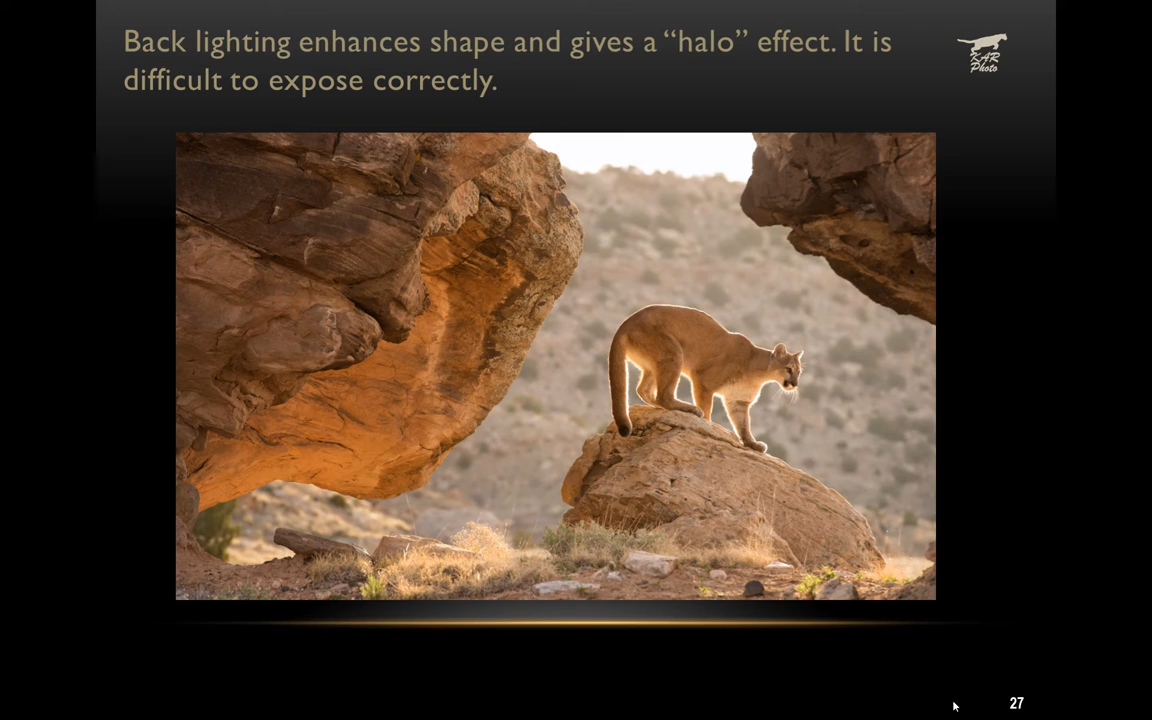 Back lighting enhances shape and gives a “halo” effect. It is
difficult to expose correctly.
KAR
Photo
27